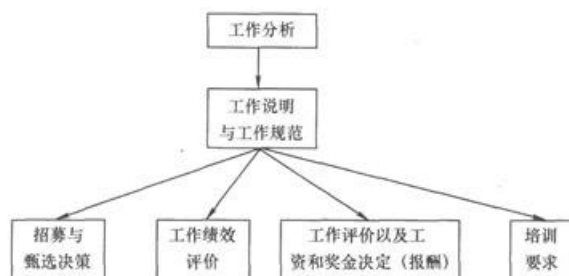 工作分析
工作说明
与工作规范
招募与
甄选决策
工作绩效
评价
工作评价以及工
资和奖金决定（报酬）
培训
要求